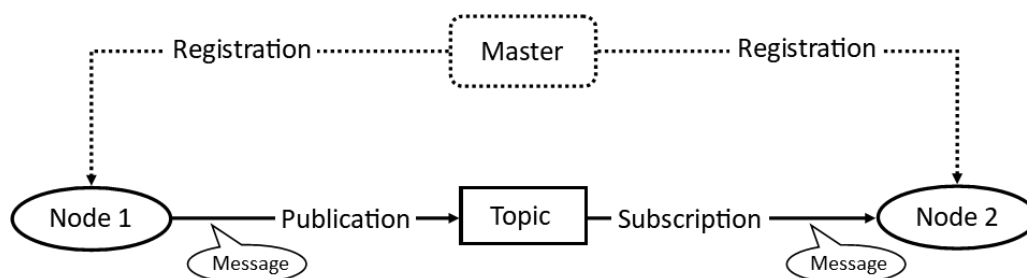 Registration
Master
Registration
Node 1
Publication
Topic
Subscription
Node 2
Message
Message